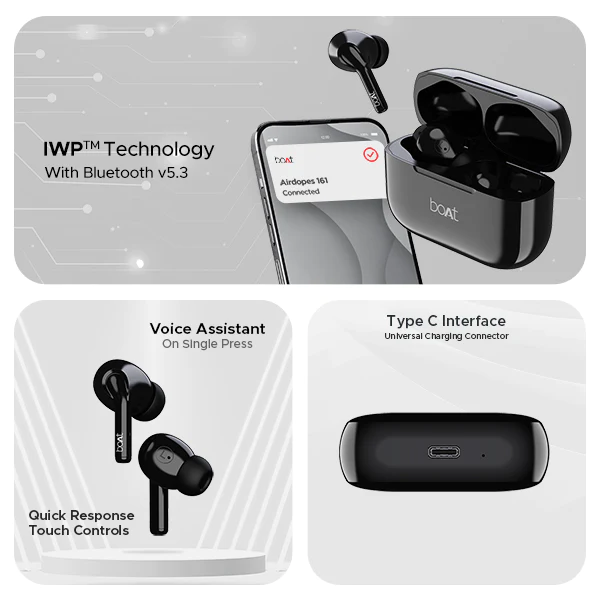 IWP™ Technology
With Bluetooth v5.3
boAt
Airdopes 161
Connected
boAt
boAt
Voice Assistant
On Single Press
boAt
Quick Response
Touch Controls
Type C Interface
Universal Charging Connector